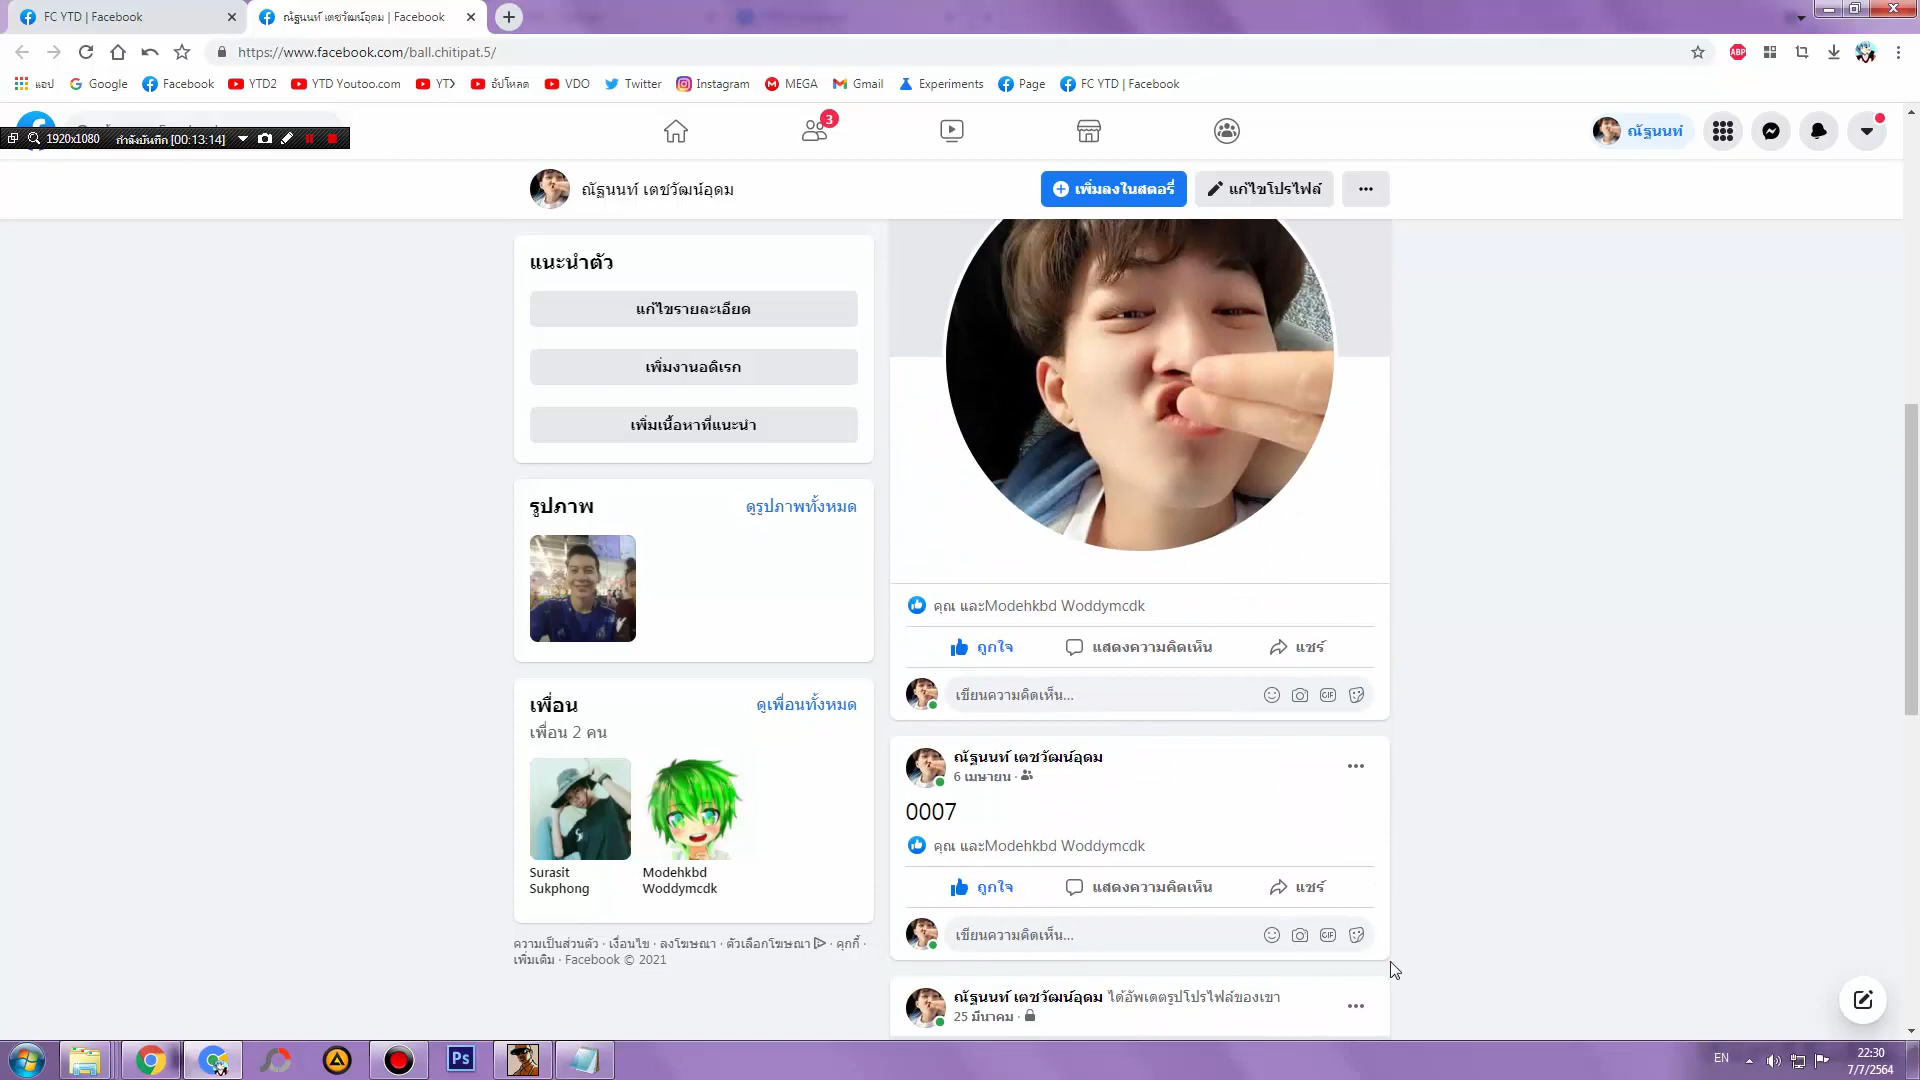 FC YTD | Facebook
ณัฐนนท์ เตชวัฒน์อุดม | Facebook
https://www.facebook.com/ball.chitipat.5/
แอป
Google
Facebook
YTD2
YTD Youtoo.com
YT>
อัปโหลด
VDO
Twitter
Instagram
MEGA
Gmail
Experiments
Page
FC YTD | Facebook
1920x1080 กำลังบันทึก [00:13:14]
3
ณัฐนนท์
ณัฐนนท์ เตชวัฒน์อุดม
เพิ่มลงในสตอรี่
แก้ไขโปรไฟล์
แนะนำตัว
แก้ไขรายละเอียด
เพิ่มงานอดิเรก
เพิ่มเนื้อหาที่แนะนำ
รูปภาพ
ดูรูปภาพทั้งหมด
เพื่อน
ดูเพื่อนทั้งหมด
เพื่อน 2 คน
Surasit
Sukphong
Modehkbd
Woddymcdk
ความเป็นส่วนตัว · เงื่อนไข · ลงโฆษณา · ตัวเลือกโฆษณา · คุกกี้ ·
เพิ่มเติม · Facebook © 2021
คุณ และModehkbd Woddymcdk
ถูกใจ
แสดงความคิดเห็น
แชร์
เขียนความคิดเห็น...
GIF
ณัฐนนท์ เตชวัฒน์อุดม
6 เมษายน ·
0007
คุณ และModehkbd Woddymcdk
ถูกใจ
แสดงความคิดเห็น
แชร์
เขียนความคิดเห็น...
GIF
ณัฐนนท์ เตชวัฒน์อุดม ได้อัพเดตรูปโปรไฟล์ของเขา
25 มีนาคม ·
ABP
Ps
EN
22:30
7/7/2564